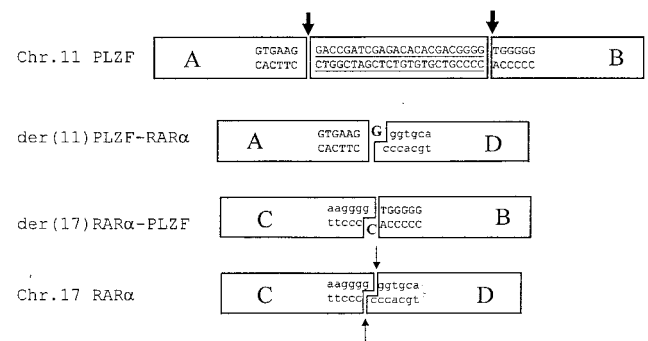 Chr.11 PLZF A GTGAAG GACCGATCGAGACACACGACGGGG TGGGGG B
CACTTC CTGGCTAGCTCTGTGTGCTGCCCC ACCCCC
der(11)PLZF-RARα A GTGAAG G ggtgca D
CACTTC cccacgt
der(17)RARα-PLZF C aagggg TGGGGG B
ttccc C ACCCCC
Chr.17 RARα C aagggg ggtgca D
ttccc cccacgt